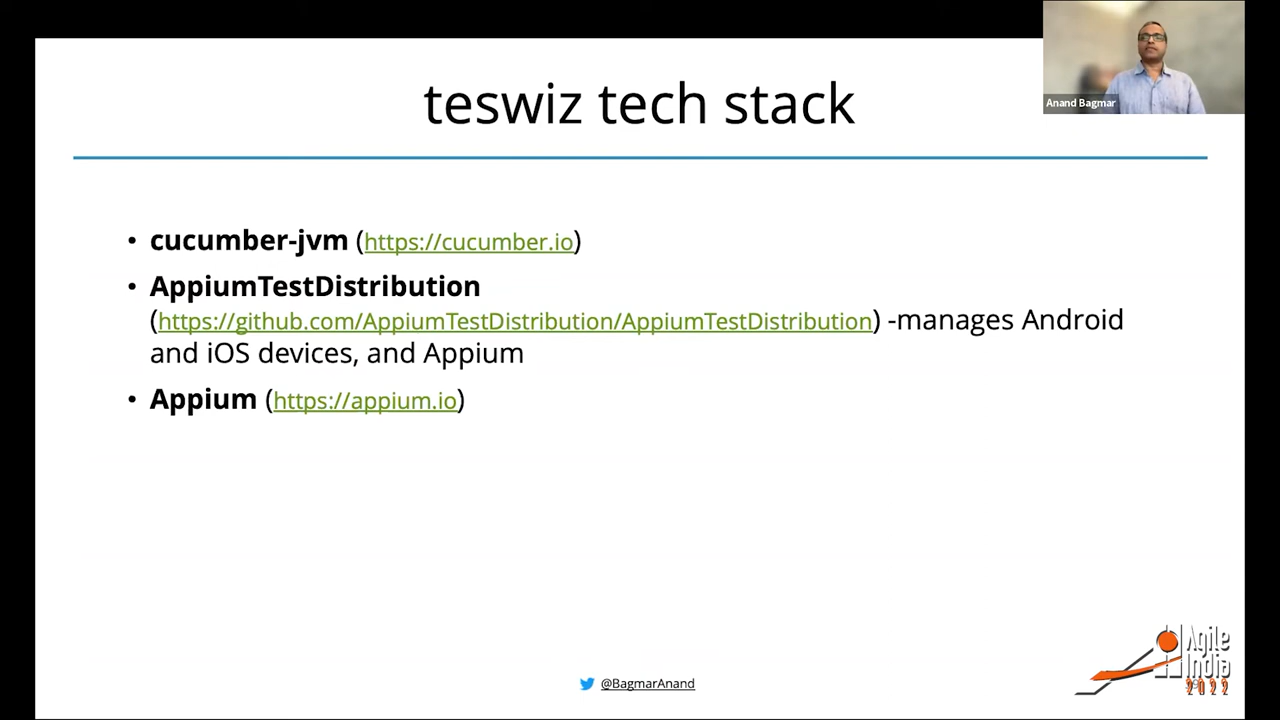 teswiz tech stack
Anand Bagmar
• cucumber-jvm (https://cucumber.io)
• AppiumTestDistribution
(https://github.com/AppiumTestDistribution/AppiumTestDistribution) -manages Android
and iOS devices, and Appium
• Appium (https://appium.io)
@BagmarAnand
Agile
India
2022